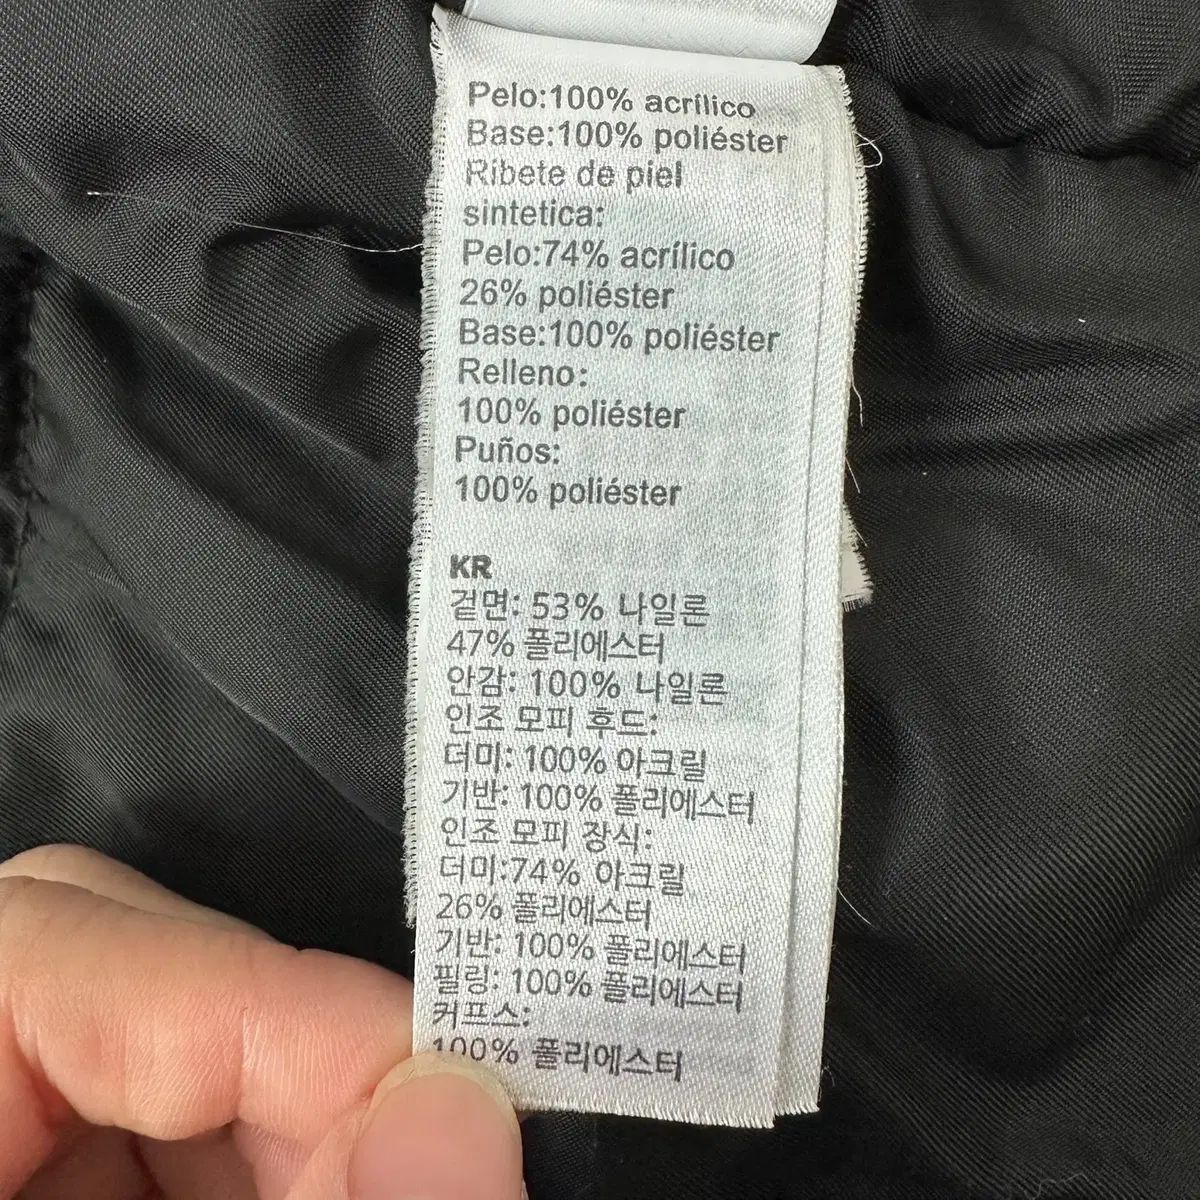 Pelo:100% acrílico
Base:100% poliéster
Ribete de piel
sintetica:
Pelo:74% acrílico
26% poliéster
Base:100% poliéster
Relleno:
100% poliéster
Puños:
100% poliéster
KR
겉면: 53% 나일론
47% 폴리에스터
안감: 100% 나일론
인조 모피 후드:
더미: 100% 아크릴
기반: 100% 폴리에스터
인조 모피 장식:
더미:74% 아크릴
26% 폴리에스터
기반: 100% 폴리에스터
필링: 100% 폴리에스터
커프스:
100% 폴리에스터